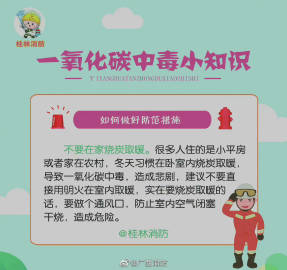 桂林消防
一氧化碳中毒小知识
YIYANGHUATANZHONGDUXIAOZHISHI
如何做好防范措施
不要在家烧炭取暖。很多人住的是小平房
或者家在农村，冬天习惯在卧室内烧炭取暖，
导致一氧化碳中毒，造成悲剧，建议不要直
接用明火在室内取暖，实在要烧炭取暖的
话，要做个通风口，防止室内空气闭塞
干烧，造成危险。
@桂林消防